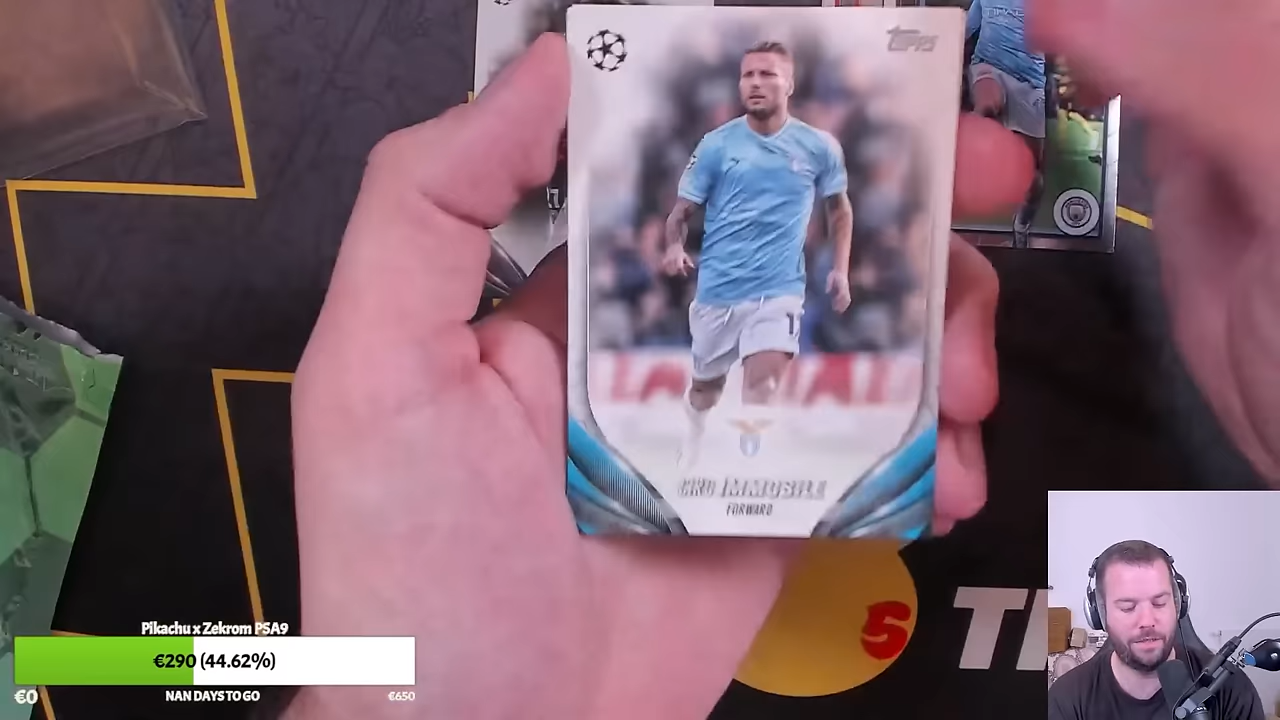 TOPPS
CIRO IMMOBILE
FORWARD
S
Pikachu x Zekrom PSA9
€290 (44.62%)
€0
NAN DAYS TO GO
€650